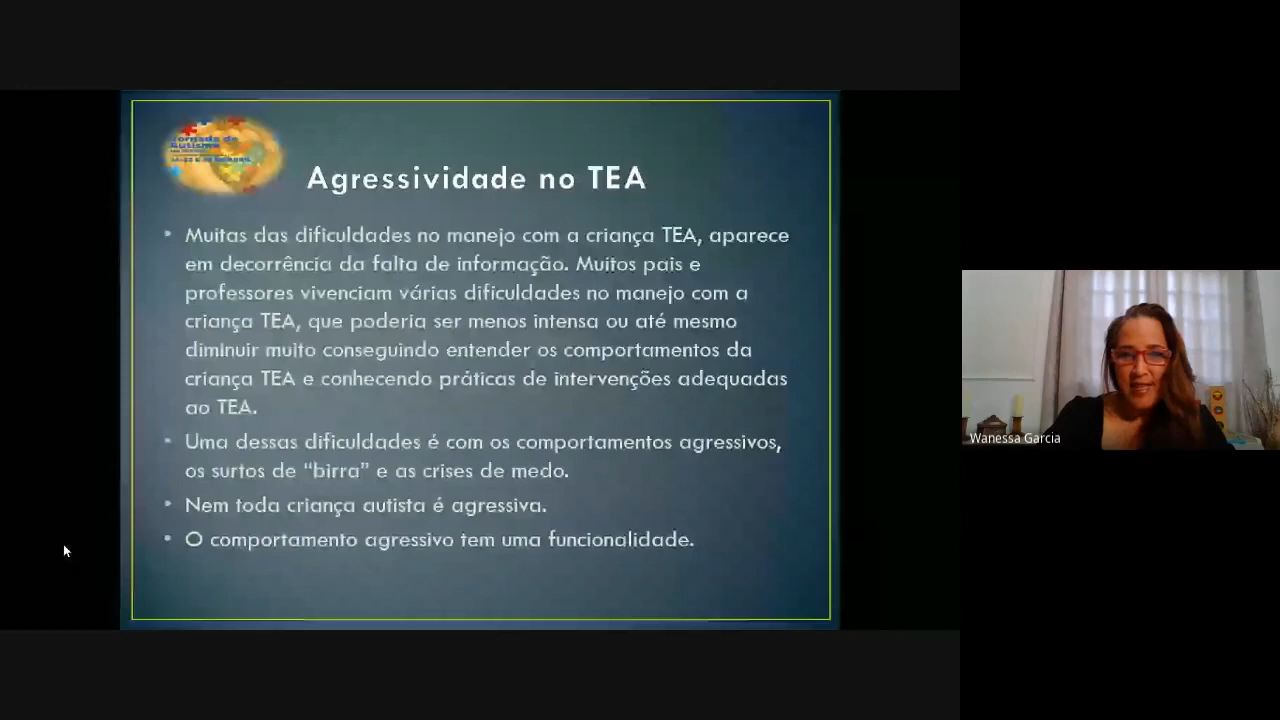 Jornada de
Autismo
Agressividade no TEA
• Muitas das dificuldades no manejo com a criança TEA, aparece
em decorrência da falta de informação. Muitos pais e
professores vivenciam várias dificuldades no manejo com a
criança TEA, que poderia ser menos intensa ou até mesmo
diminuir muito conseguindo entender os comportamentos da
criança TEA e conhecendo práticas de intervenções adequadas
ao TEA.
• Uma dessas dificuldades é com os comportamentos agressivos,
os surtos de “birra” e as crises de medo.
• Nem toda criança autista é agressiva.
• O comportamento agressivo tem uma funcionalidade.
Wanessa Garcia